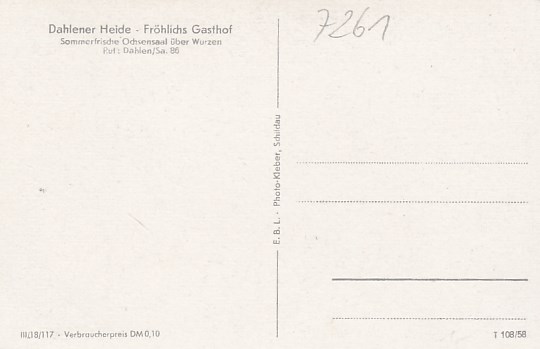 Dahlener Heide - Fröhlichs Gasthof
Sommerfrische Ochsensaal über Wurzen
Ruf: Dahlen/Sa. 86
7261
E. B. L. - Photo-Kleber, Schildau
III/18/117 - Verbraucherpreis DM 0,10
T 108/58